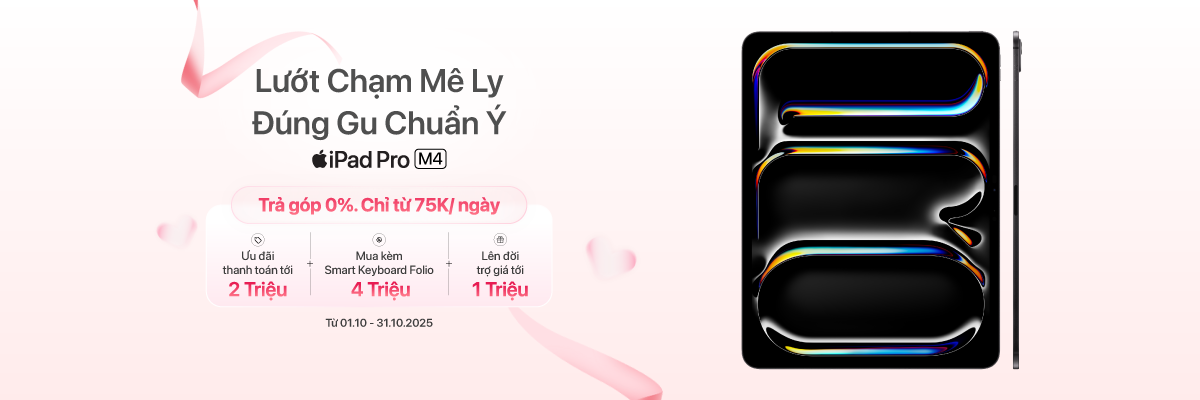 Lướt Chạm Mê Ly
Đúng Gu Chuẩn Ý
iPad Pro M4
Trả góp 0%. Chỉ từ 75K/ ngày
Ưu đãi
thanh toán tới
2 Triệu
+
Mua kèm
Smart Keyboard Folio
4 Triệu
+
Lên đời
trợ giá tới
1 Triệu
Từ 01.10 - 31.10.2025